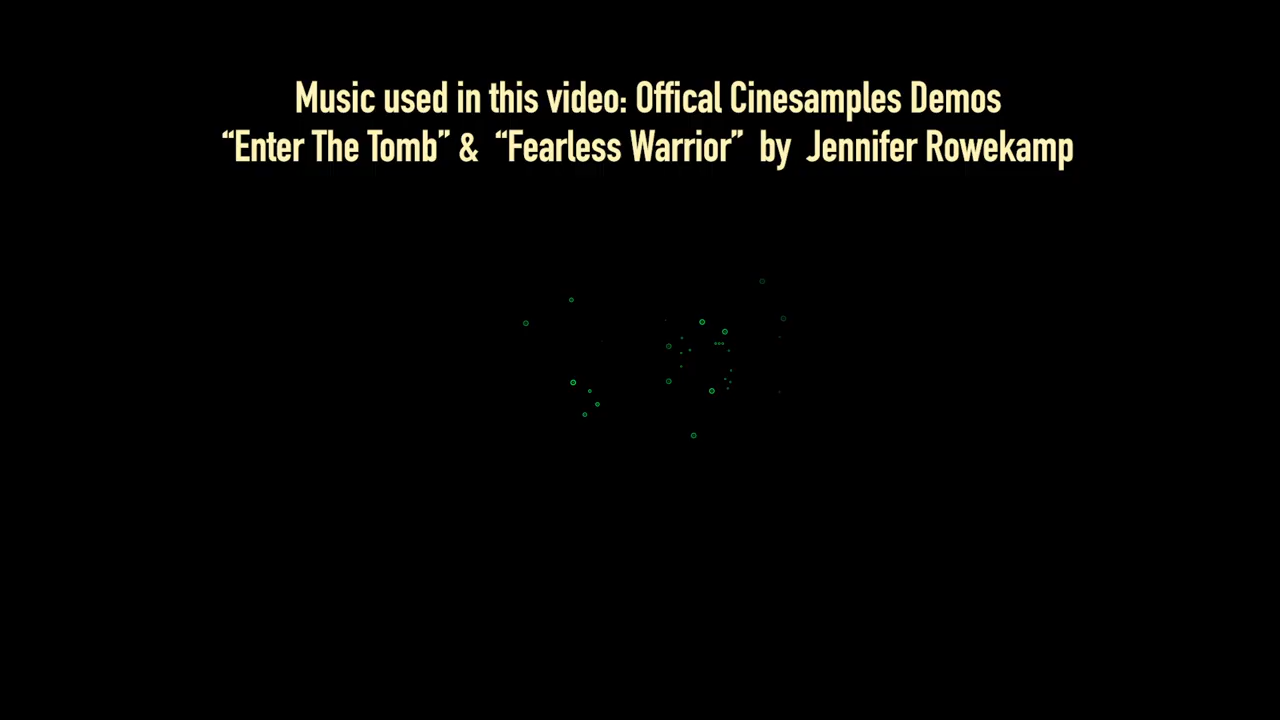 Music used in this video: Offical Cinesamples Demos
“Enter The Tomb” & “Fearless Warrior” by Jennifer Rowekamp